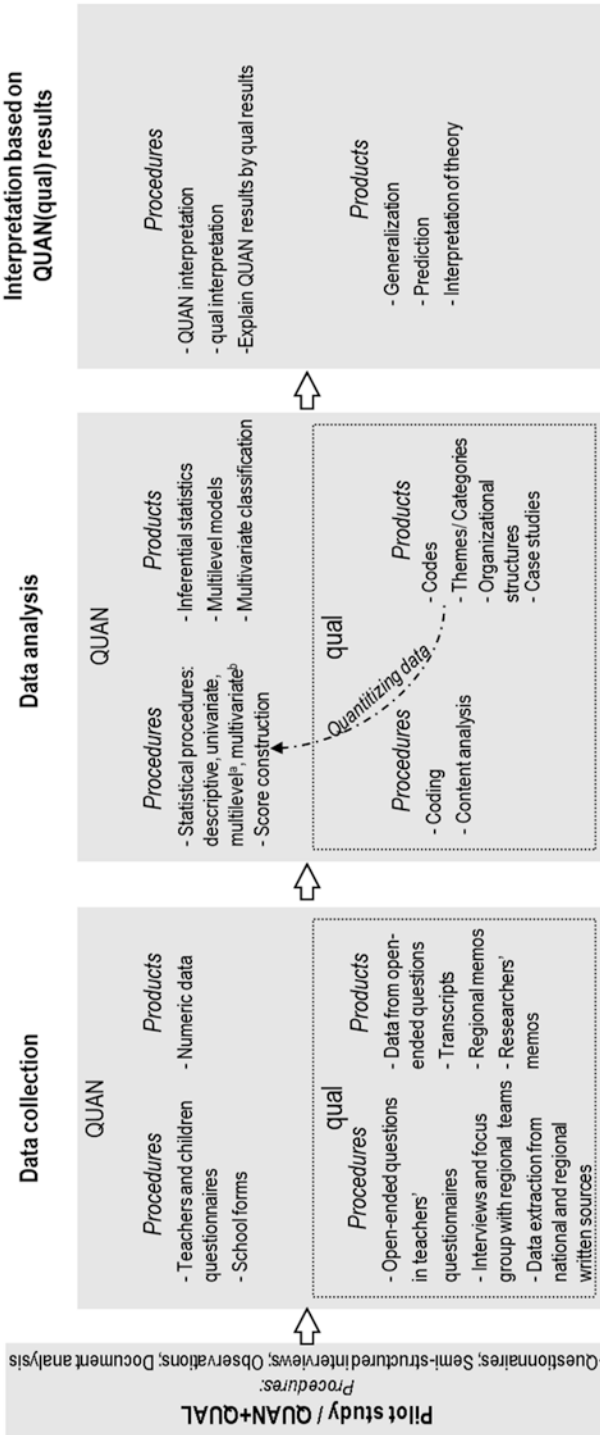 Pilot study / QUAN+QUAL
Procedures:
-Questionnaires; Semi-structured interviews; Observations; Document analysis
Data collection
QUAN
Procedures
- Teachers and children
questionnaires
- School forms
Products
- Numeric data
qual
Procedures
- Open-ended questions
in teachers'
questionnaires
- Interviews and focus
group with regional teams
- Data extraction from
national and regional
written sources
Products
- Data from open-
ended questions
- Transcripts
- Regional memos
- Researchers'
memos
Data analysis
QUAN
Procedures
- Statistical procedures:
descriptive, univariate,
multilevelᵃ, multivariateᵇ
- Score construction
Products
- Inferential statistics
- Multilevel models
- Multivariate classification
Quantitizing data
qual
Procedures
- Coding
- Content analysis
Products
- Codes
- Themes/ Categories
- Organizational
structures
- Case studies
Interpretation based on
QUAN(qual) results
Procedures
- QUAN interpretation
- qual interpretation
-Explain QUAN results by qual results
Products
- Generalization
- Prediction
- Interpretation of theory